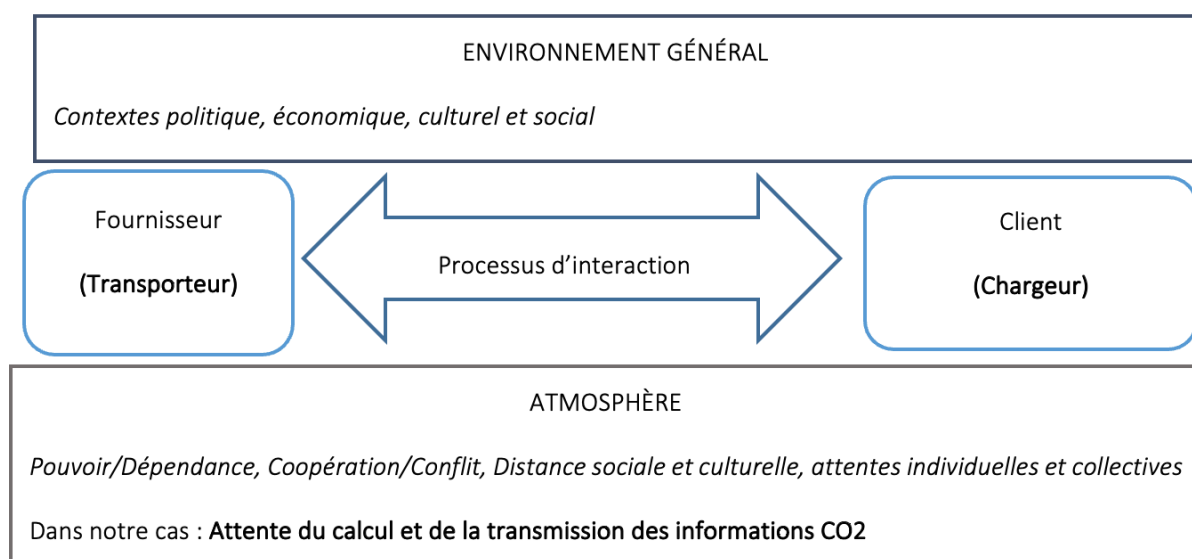 ENVIRONNEMENT GÉNÉRAL
Contextes politique, économique, culturel et social
Fournisseur
(Transporteur)
Processus d’interaction
Client
(Chargeur)
ATMOSPHÈRE
Pouvoir/Dépendance, Coopération/Conflit, Distance sociale et culturelle, attentes individuelles et collectives
Dans notre cas : Attente du calcul et de la transmission des informations CO2